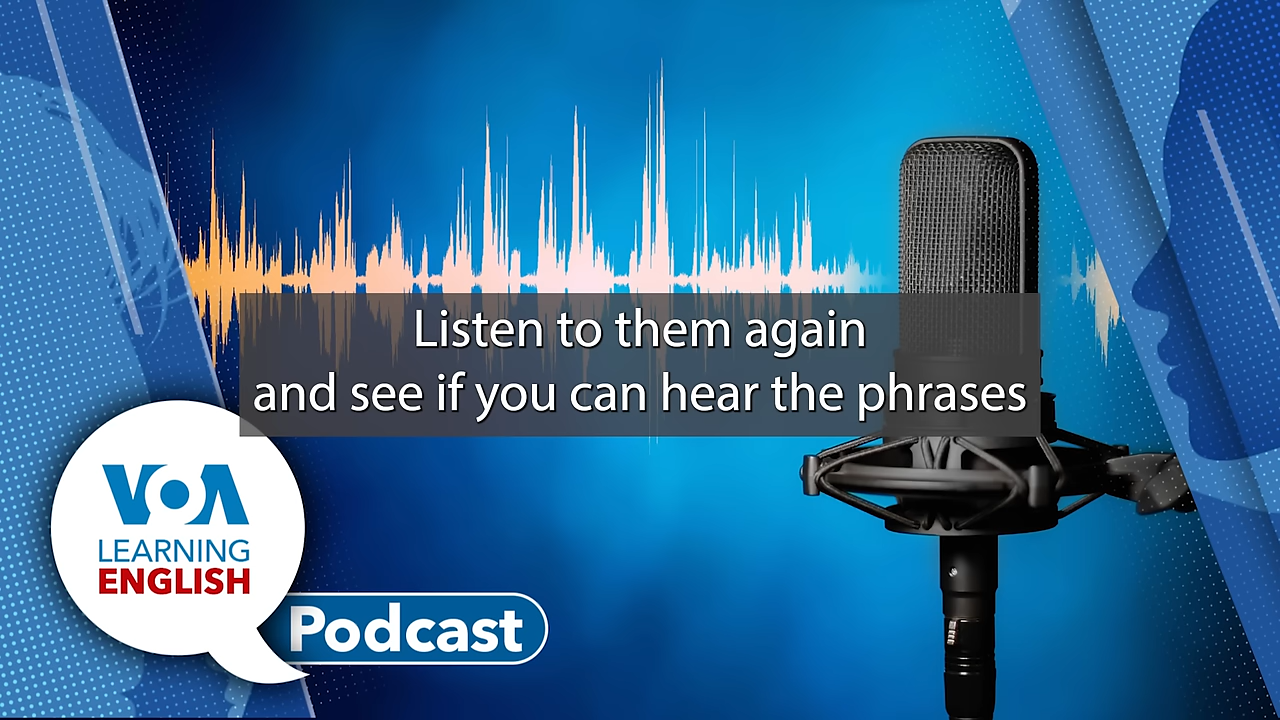 Listen to them again
and see if you can hear the phrases
VOA
LEARNING
ENGLISH
Podcast